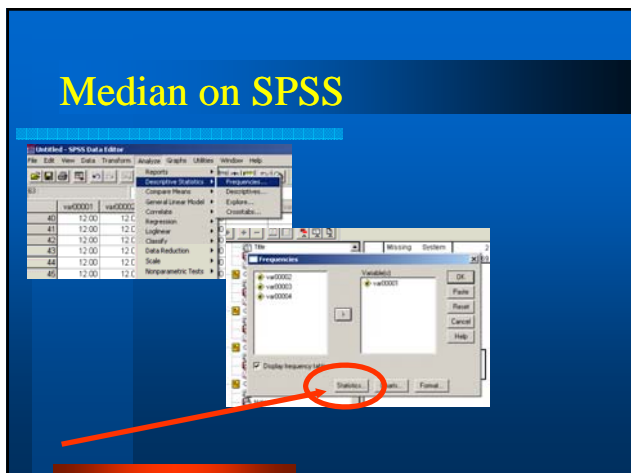 Median on SPSS
Untitled - SPSS Data Editor
File Edit View Data Transform Analyze Graphs Utilities Window Help
Reports
Descriptive Statistics
Compare Means
General Linear Model
Correlate
Regression
Loglinear
Classify
Data Reduction
Scale
Nonparametric Tests
Frequencies...
Descriptives...
Explore...
Crosstabs...
var00001 var00002
40 12.00
41 12.00
42 12.00
43 12.00
44 12.00
45 12.00
Title
Missing System
Frequencies
var00002
var00003
var00004
Variable(s)
var00001
OK
Paste
Reset
Cancel
Help
Display frequency
Statistics... Format...